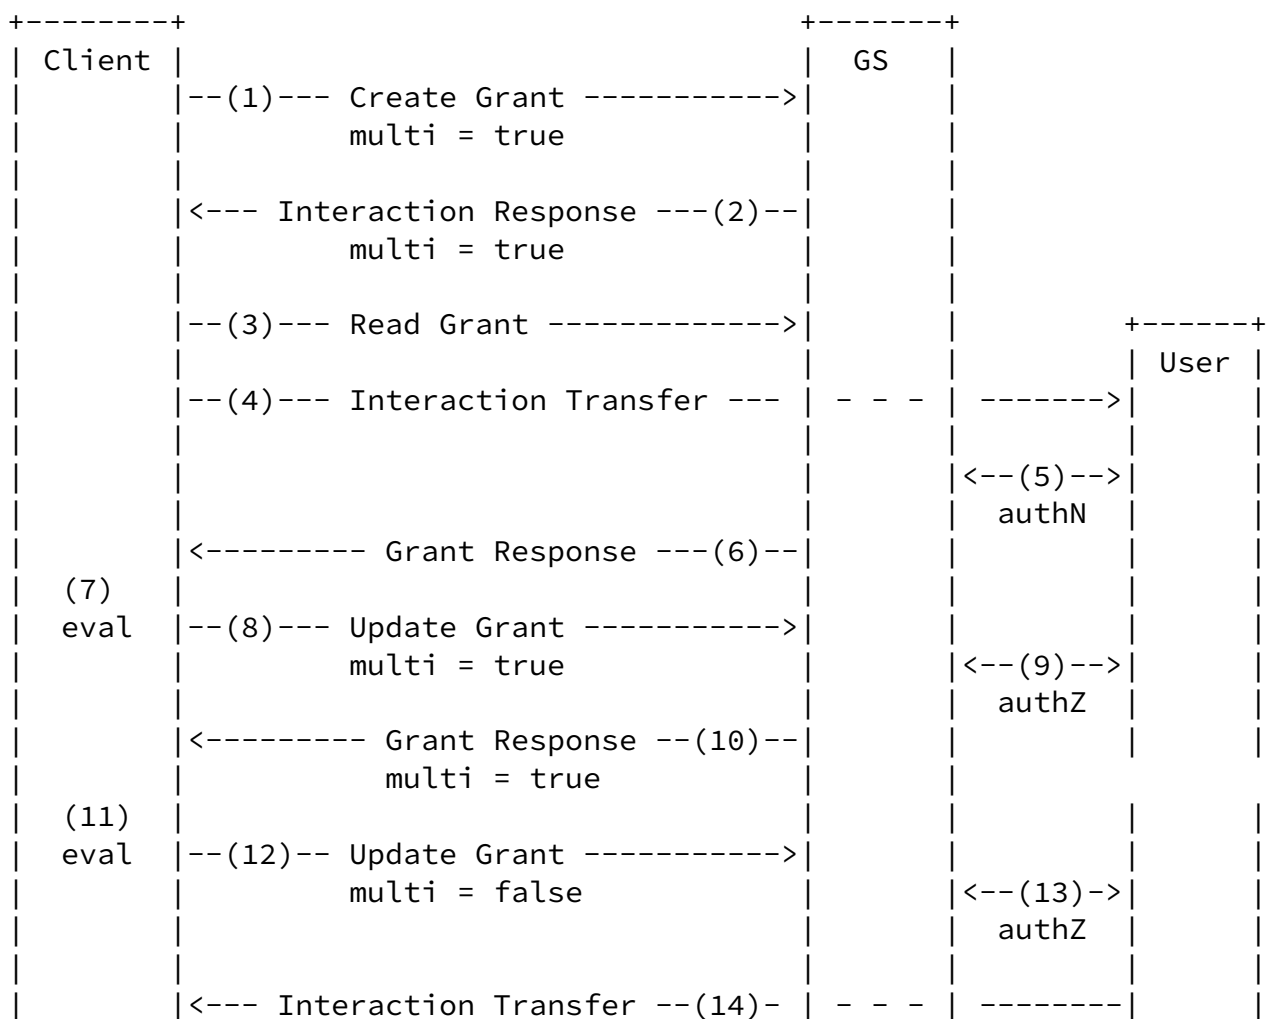 +--------+                                  +-------+
| Client |                                  |  GS   |
|        |--(1)--- Create Grant ----------->|       |
|        |         multi = true             |       |
|        |                                  |       |
|        |<--- Interaction Response ---(2)--|       |
|        |         multi = true             |       |
|        |                                  |       |
|        |--(3)--- Read Grant ------------->|       |         +------+
|        |                                  |       |         | User |
|        |--(4)--- Interaction Transfer --- | - - - | ------->|      |
|        |                                  |       |         |      |
|        |                                  |       |<--(5)-->|      |
|        |                                  |       |  authN  |      |
|        |<--------- Grant Response ---(6)--|       |         |      |
|  (7)   |                                  |       |         |      |
|  eval  |--(8)--- Update Grant ----------->|       |         |      |
|        |         multi = true             |       |<--(9)-->|      |
|        |                                  |       |  authZ  |      |
|        |<--------- Grant Response --(10)--|       |         |      |
|        |           multi = true           |       |
|  (11)  |                                  |       |         |      |
|  eval  |--(12)-- Update Grant ----------->|       |         |      |
|        |         multi = false            |       |<--(13)->|      |
|        |                                  |       |  authZ  |      |
|        |                                  |       |         |      |
|        |<--- Interaction Transfer --(14)- | - - - | --------|      |